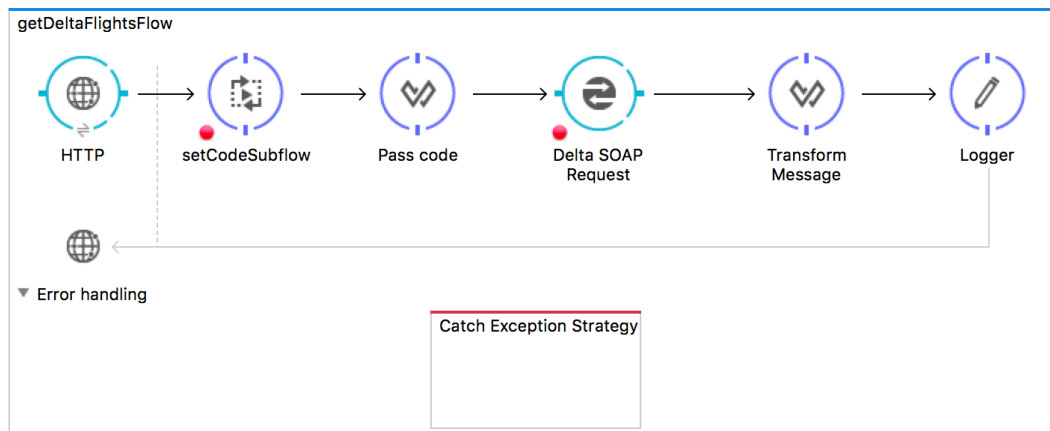 getDeltaFlightsFlow
HTTP
setCodeSubflow
Pass code
Delta SOAP
Request
Transform
Message
Logger
Error handling
Catch Exception Strategy